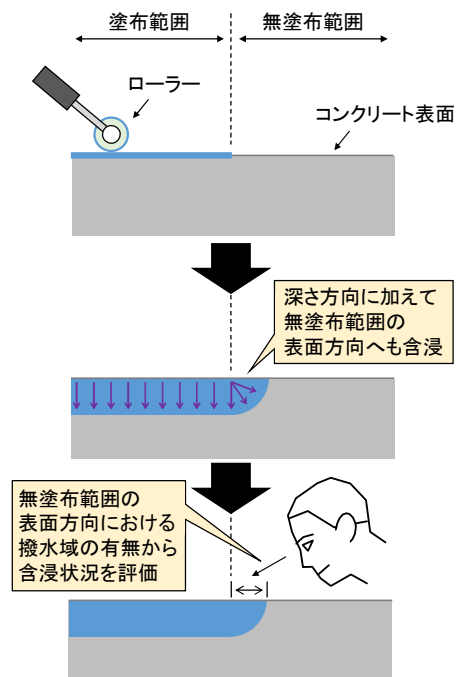 塗布範囲
無塗布範囲
ローラー
コンクリート表面
深さ方向に加えて
無塗布範囲の
表面方向へも含浸
無塗布範囲の
表面方向における
撥水域の有無から
含浸状況を評価